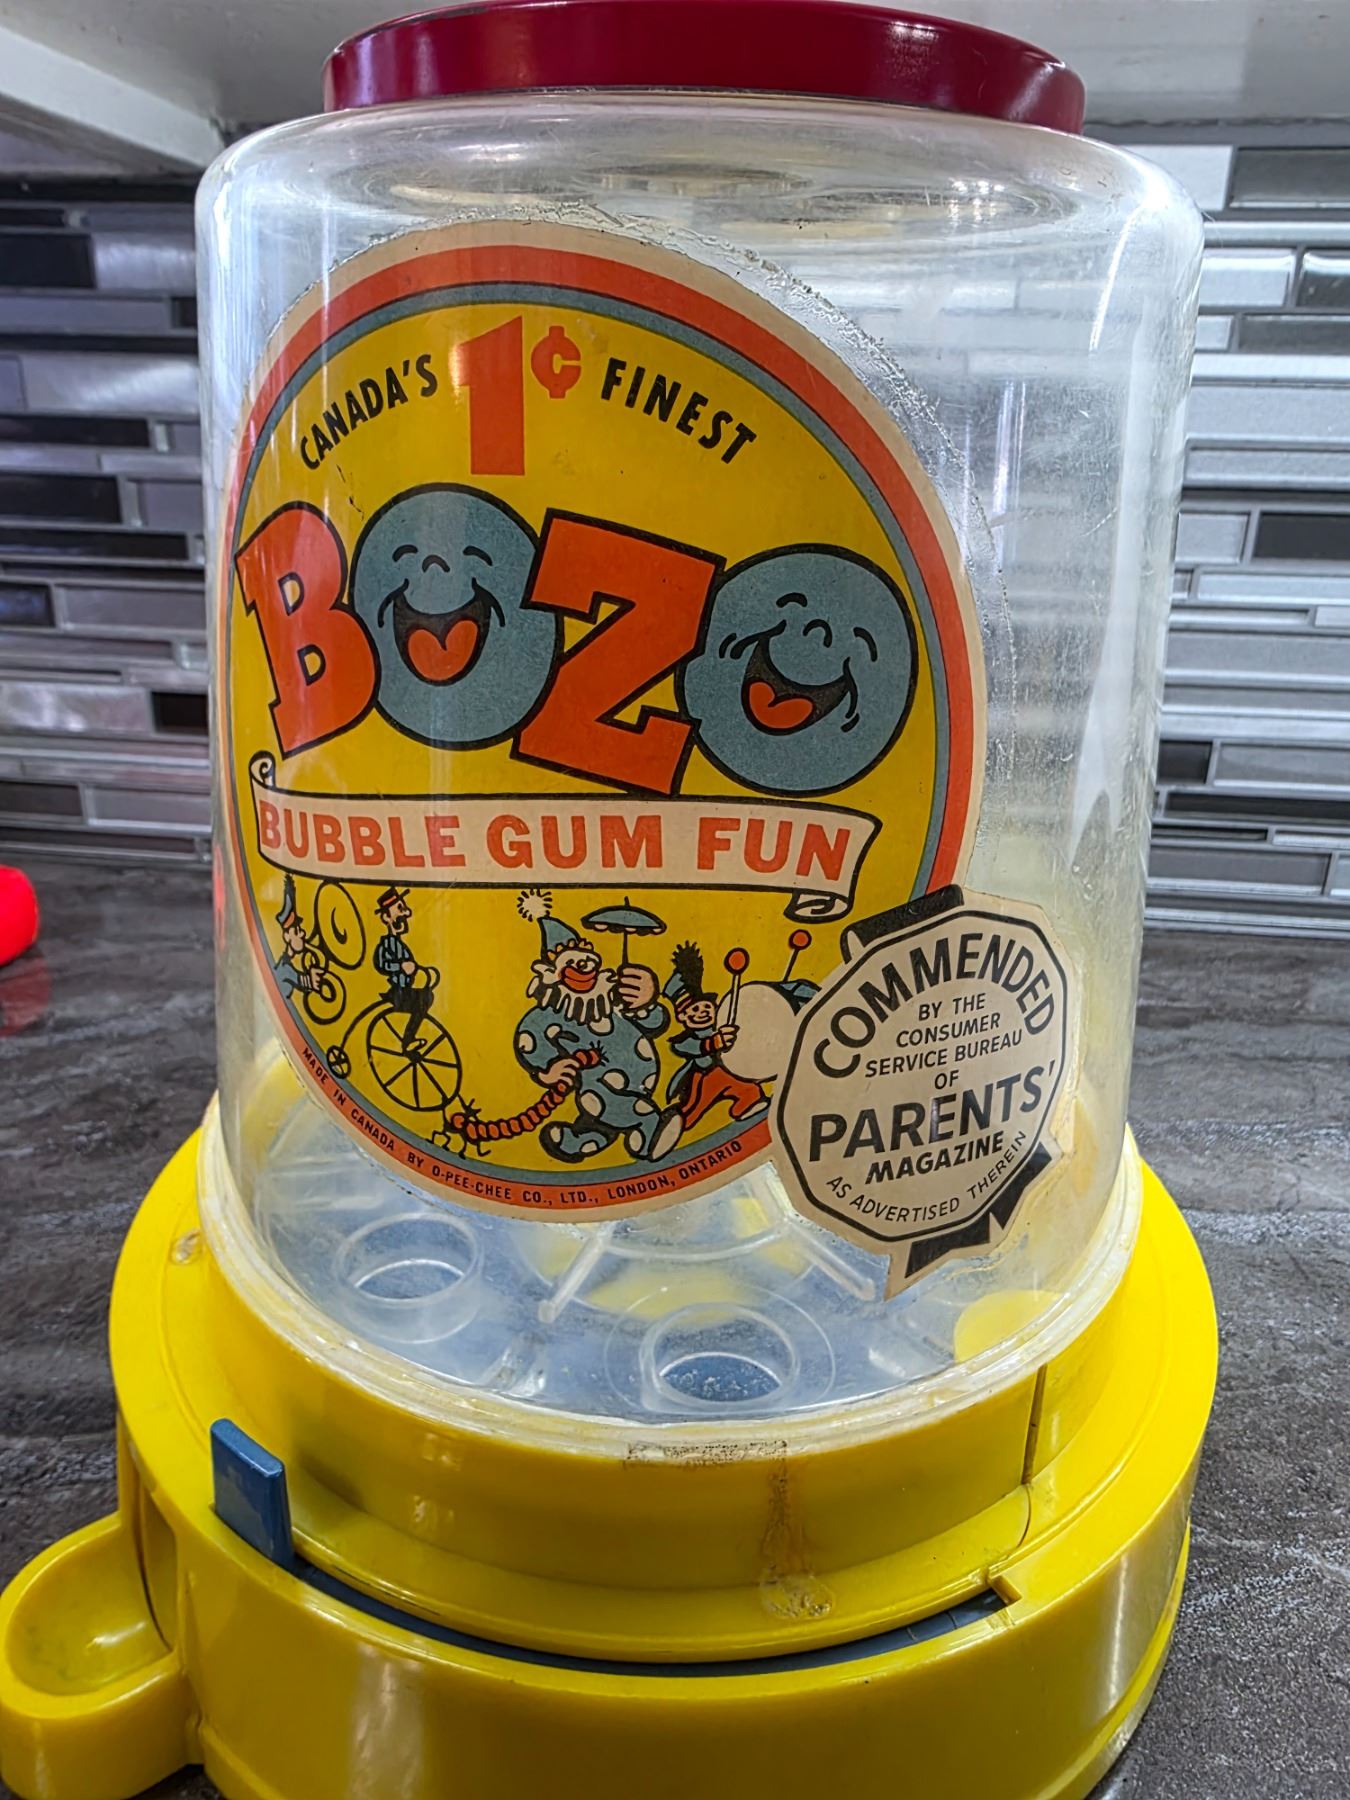 CANADA'S 1¢ FINEST
BOZO
BUBBLE GUM FUN
MADE IN CANADA BY O-PEE-CHEE CO., LTD., LONDON, ONTARIO
COMMENDED
BY THE
CONSUMER
SERVICE BUREAU
OF
PARENTS'
MAGAZINE
AS ADVERTISED THEREIN